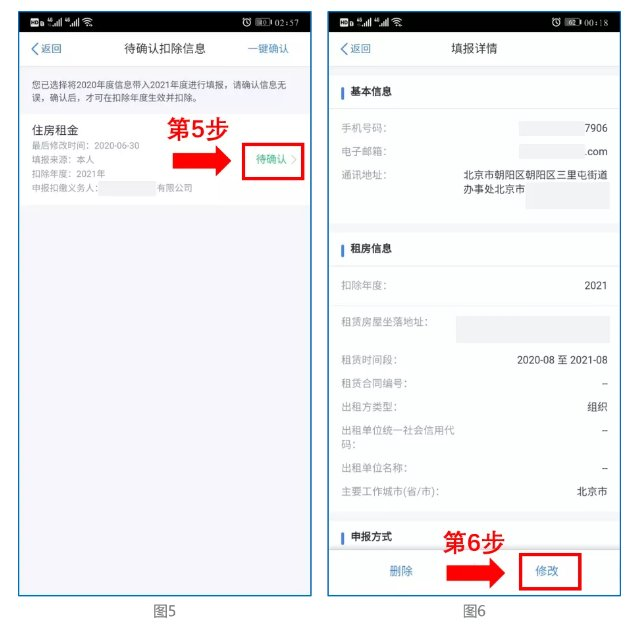 02:57
返回
待确认扣除信息
一键确认
您已选择将2020年度信息带入2021年度进行填报，请确认信息无
误，确认后，才可在扣除年度生效并扣除。
住房租金
最后修改时间：2020-06-30
填报来源：本人
扣除年度：2021年
申报扣缴义务人：
有限公司
第5步
待确认
图5
00:18
返回
填报详情
基本信息
手机号码：
7906
电子邮箱：
.com
通讯地址：
北京市朝阳区朝阳区三里屯街道
办事处北京市
租房信息
扣除年度：
2021
租赁房屋坐落地址：
租赁时间段：
2020-08 至 2021-08
租赁合同编号：
--
出租方类型：
组织
出租单位统一社会信用代
码：
--
出租单位名称：
--
主要工作城市(省/市)：
北京市
申报方式
第6步
删除
修改
图6